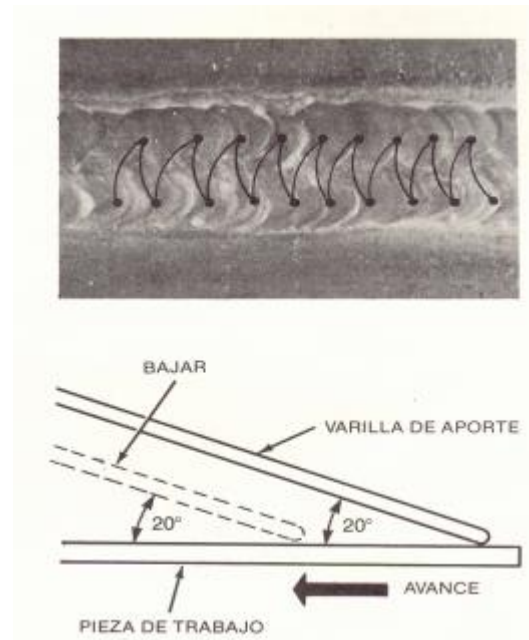 BAJAR
VARILLA DE APORTE
20°
20°
AVANCE
PIEZA DE TRABAJO